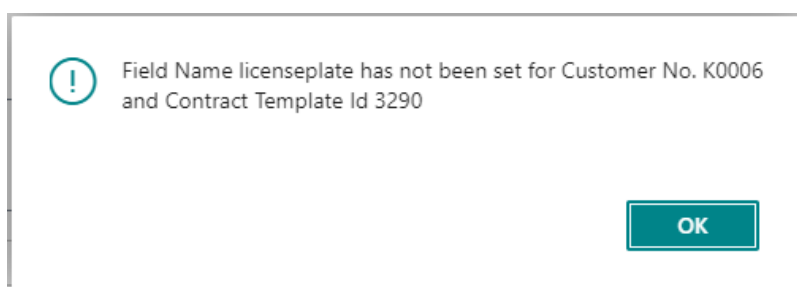 Field Name licenseplate has not been set for Customer No. K0006
and Contract Template Id 3290
OK